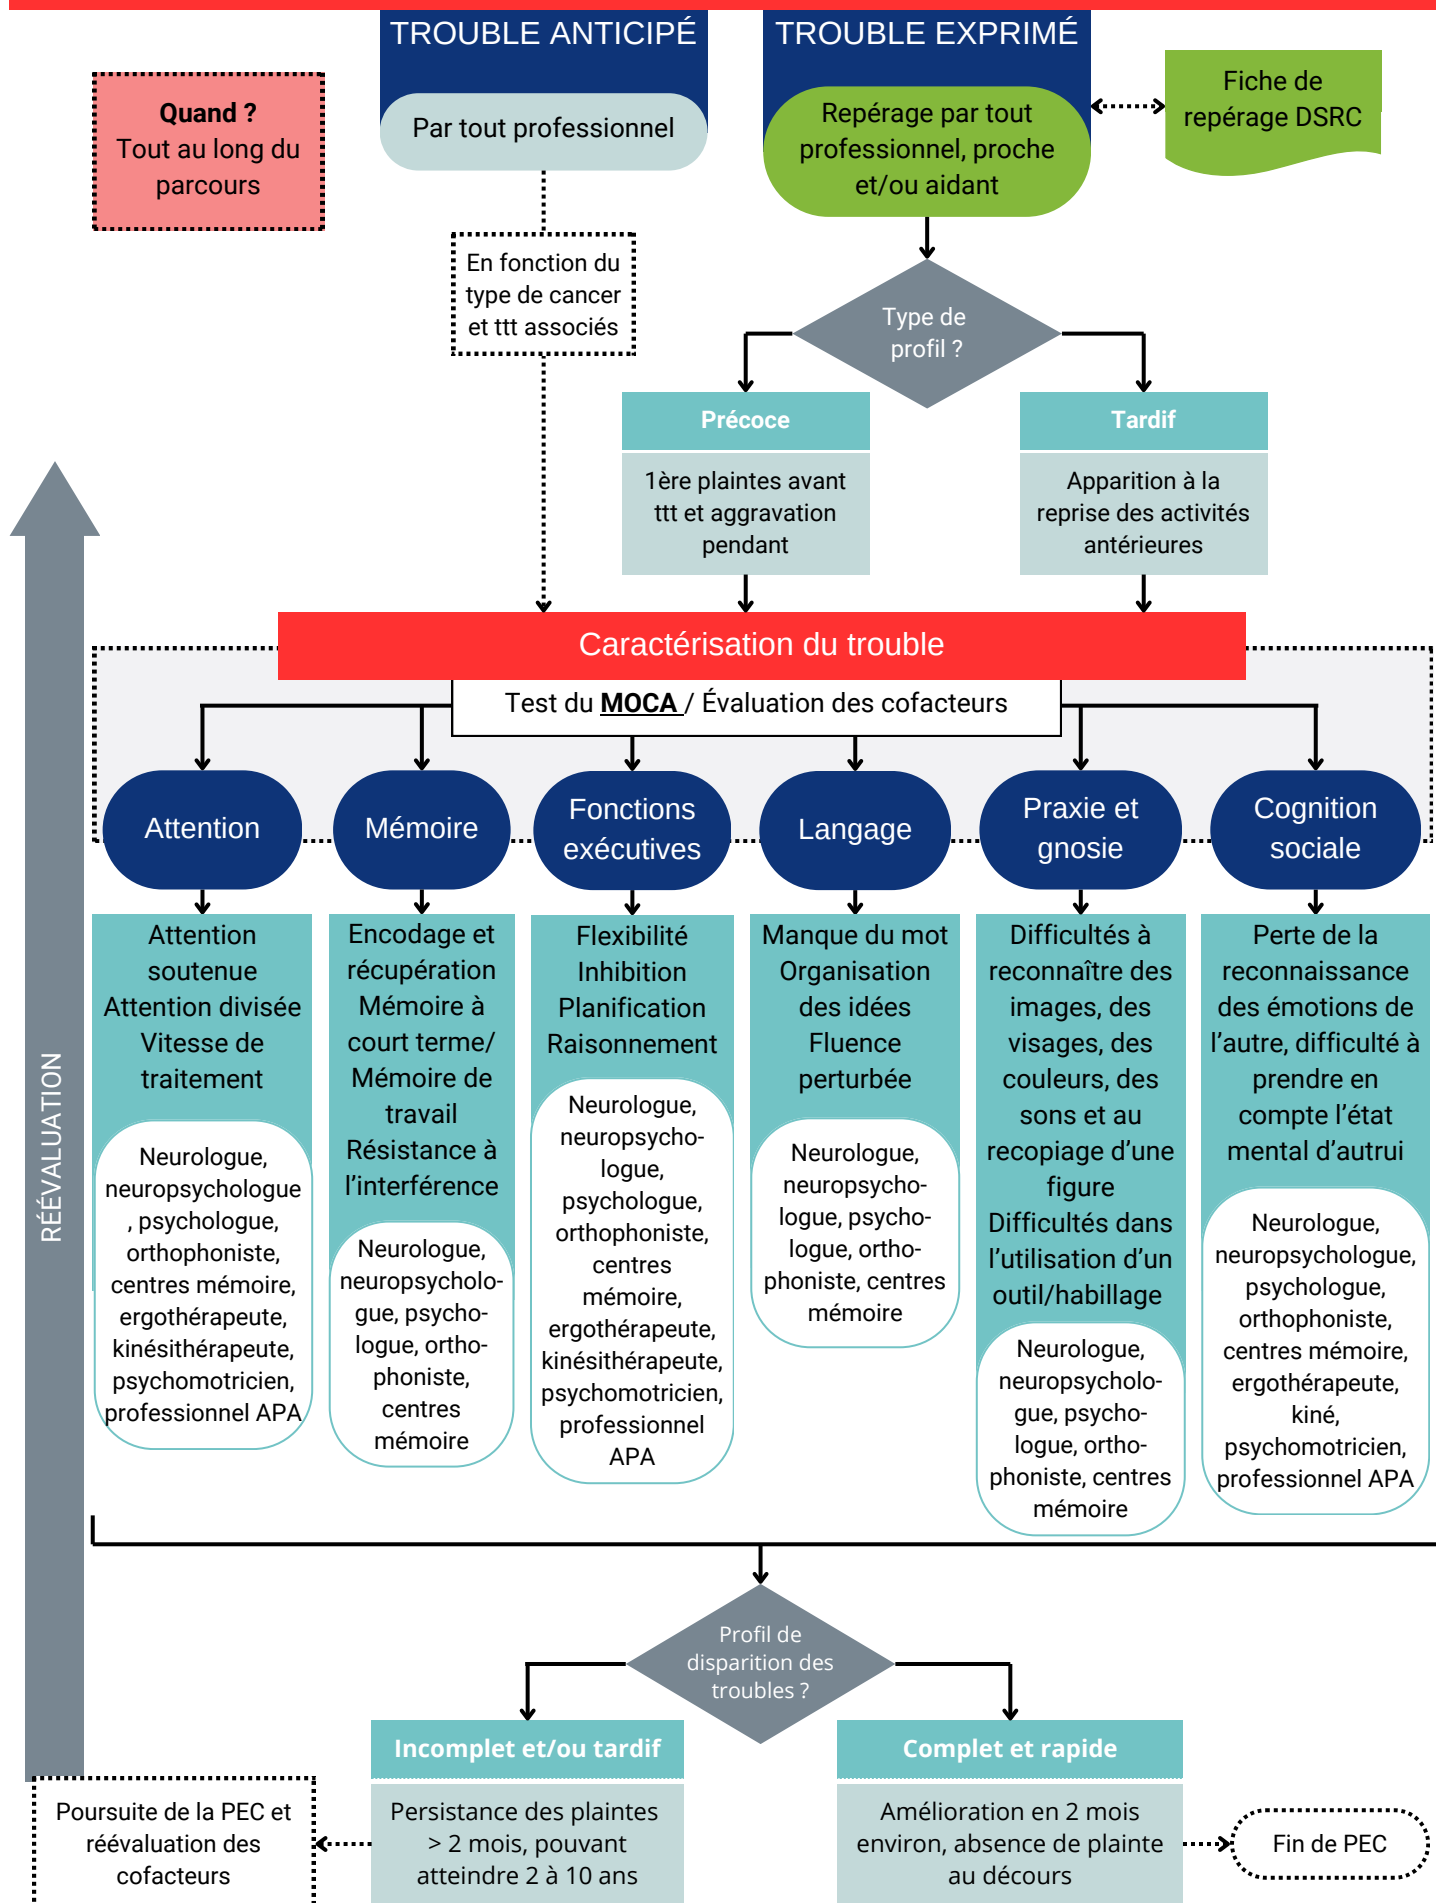 TROUBLE ANTICIPÉ
TROUBLE EXPRIMÉ
Quand ?
Tout au long du
parcours
Par tout professionnel
Repérage par tout
professionnel, proche
et/ou aidant
Fiche de
repérage DSRC
En fonction du
type de cancer
et ttt associés
Type de
profil ?
Précoce
1ère plaintes avant
ttt et aggravation
pendant
Tardif
Apparition à la
reprise des activités
antérieures
Caractérisation du trouble
Test du MOCA / Évaluation des cofacteurs
Attention
Mémoire
Fonctions
exécutives
Langage
Praxie et
gnosie
Cognition
sociale
Attention
soutenue
Attention divisée
Vitesse de
traitement
Neurologue,
neuropsychologue
, psychologue,
orthophoniste,
centres mémoire,
ergothérapeute,
kinésithérapeute,
psychomotricien,
professionnel APA
Encodage et
récupération
Mémoire à
court terme/
Mémoire de
travail
Résistance à
l'interférence
Neurologue,
neuropsycholo-
gue, psycho-
logue, ortho-
phoniste,
centres
mémoire
Flexibilité
Inhibition
Planification
Raisonnement
Neurologue,
neuropsycho-
logue,
psychologue,
orthophoniste,
centres
mémoire,
ergothérapeute,
kinésithérapeute,
psychomotricien,
professionnel
APA
Manque du mot
Organisation
des idées
Fluence
perturbée
Neurologue,
neuropsycho-
logue, psycho-
logue, ortho-
phoniste, centres
mémoire
Difficultés à
reconnaître des
images, des
visages, des
couleurs, des
sons et au
recopiage d'une
figure
Difficultés dans
l'utilisation d'un
outil/habillage
Neurologue,
neuropsycholo-
gue, psycho-
logue, ortho-
phoniste, centres
mémoire
Perte de la
reconnaissance
des émotions de
l'autre, difficulté à
prendre en
compte l'état
mental d'autrui
Neurologue,
neuropsychologue,
psychologue,
orthophoniste,
centres mémoire,
ergothérapeute,
kiné,
psychomotricien,
professionnel APA
RÉÉVALUATION
Profil de
disparition des
troubles ?
Incomplet et/ou tardif
Persistance des plaintes
> 2 mois, pouvant
atteindre 2 à 10 ans
Complet et rapide
Amélioration en 2 mois
environ, absence de plainte
au décours
Poursuite de la PEC et
réévaluation des
cofacteurs
Fin de PEC